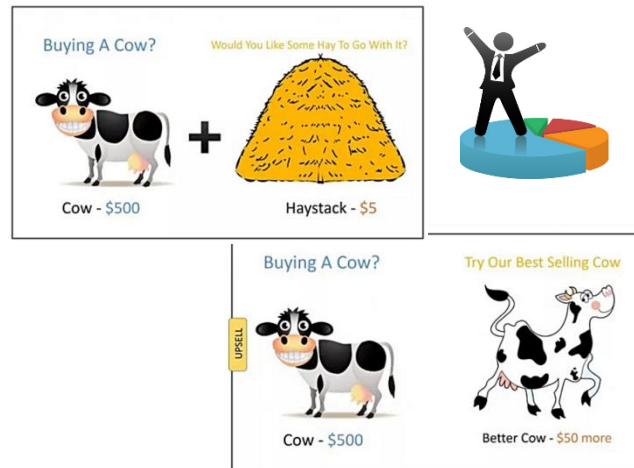 Buying A Cow?
Would You Like Some Hay To Go With It?
Cow - $500
Haystack - $5
Buying A Cow?
Try Our Best Selling Cow
UPSELL
Cow - $500
Better Cow - $50 more